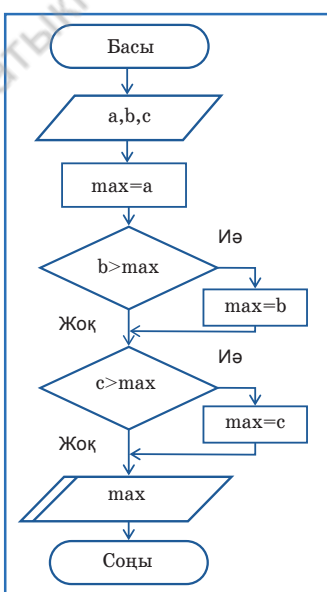 Басы
a,b,c
max=a
b>max
Иә
max=b
Жоқ
c>max
Иә
max=c
Жоқ
max
Соңы